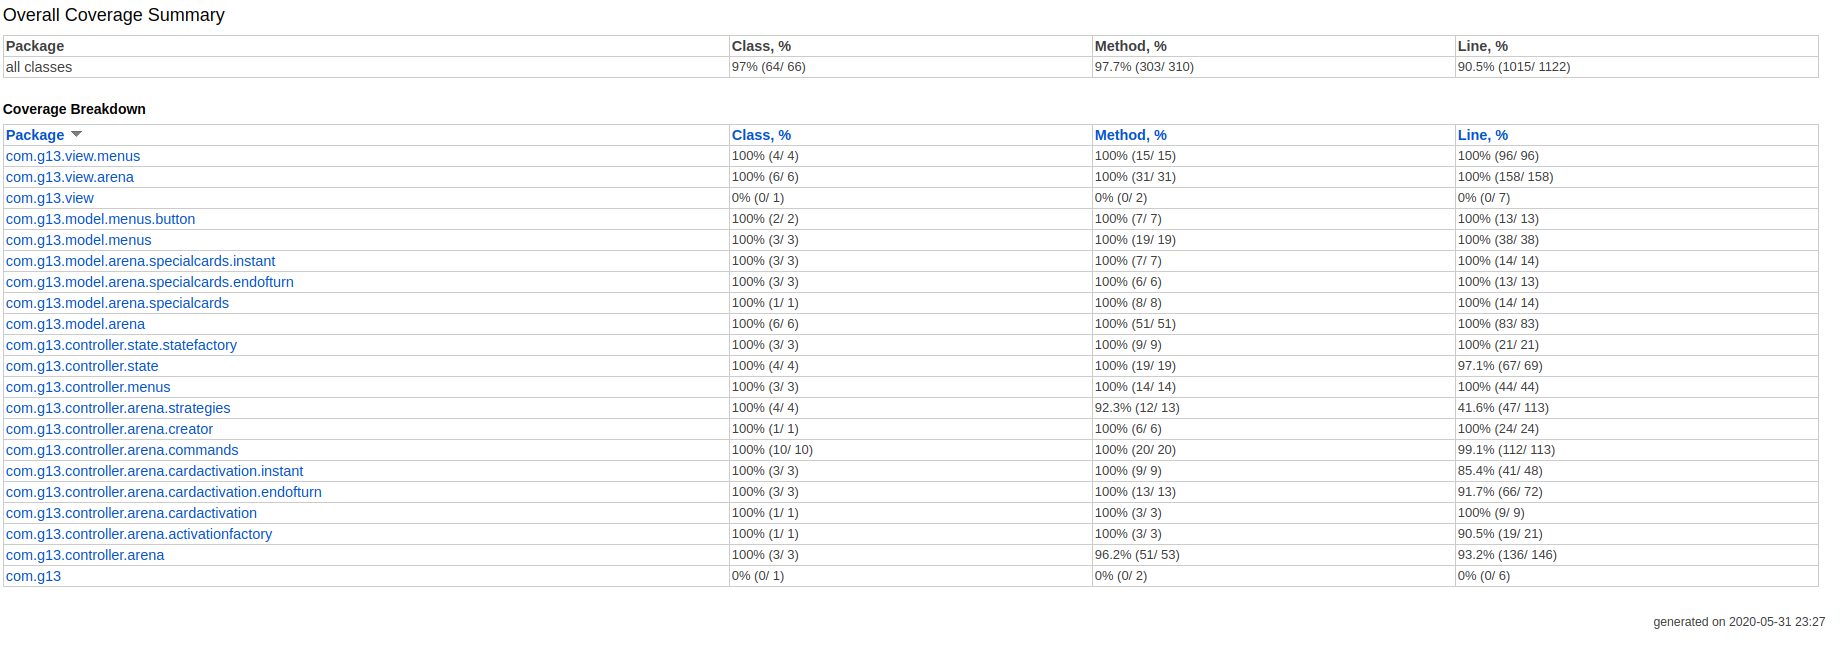 Overall Coverage Summary
Package Class, % Method, % Line, %
all classes 97% (64/ 66) 97.7% (303/ 310) 90.5% (1015/ 1122)
Coverage Breakdown
Package Class, % Method, % Line, %
com.g13.view.menus 100% (4/ 4) 100% (15/ 15) 100% (96/ 96)
com.g13.view.arena 100% (6/ 6) 100% (31/ 31) 100% (158/ 158)
com.g13.view 0% (0/ 1) 0% (0/ 2) 0% (0/ 7)
com.g13.model.menus.button 100% (2/ 2) 100% (7/ 7) 100% (13/ 13)
com.g13.model.menus 100% (3/ 3) 100% (19/ 19) 100% (38/ 38)
com.g13.model.arena.specialcards.instant 100% (3/ 3) 100% (7/ 7) 100% (14/ 14)
com.g13.model.arena.specialcards.endofturn 100% (3/ 3) 100% (6/ 6) 100% (13/ 13)
com.g13.model.arena.specialcards 100% (1/ 1) 100% (8/ 8) 100% (14/ 14)
com.g13.model.arena 100% (6/ 6) 100% (51/ 51) 100% (83/ 83)
com.g13.controller.state.statefactory 100% (3/ 3) 100% (9/ 9) 100% (21/ 21)
com.g13.controller.state 100% (4/ 4) 100% (19/ 19) 97.1% (67/ 69)
com.g13.controller.menus 100% (3/ 3) 100% (14/ 14) 100% (44/ 44)
com.g13.controller.arena.strategies 100% (4/ 4) 92.3% (12/ 13) 41.6% (47/ 113)
com.g13.controller.arena.creator 100% (1/ 1) 100% (6/ 6) 100% (24/ 24)
com.g13.controller.arena.commands 100% (10/ 10) 100% (20/ 20) 99.1% (112/ 113)
com.g13.controller.arena.cardactivation.instant 100% (3/ 3) 100% (9/ 9) 85.4% (41/ 48)
com.g13.controller.arena.cardactivation.endofturn 100% (3/ 3) 100% (13/ 13) 91.7% (66/ 72)
com.g13.controller.arena.cardactivation 100% (1/ 1) 100% (3/ 3) 100% (9/ 9)
com.g13.controller.arena.activationfactory 100% (1/ 1) 100% (3/ 3) 90.5% (19/ 21)
com.g13.controller.arena 100% (3/ 3) 96.2% (51/ 53) 93.2% (136/ 146)
com.g13 0% (0/ 1) 0% (0/ 2) 0% (0/ 6)
generated on 2020-05-31 23:27